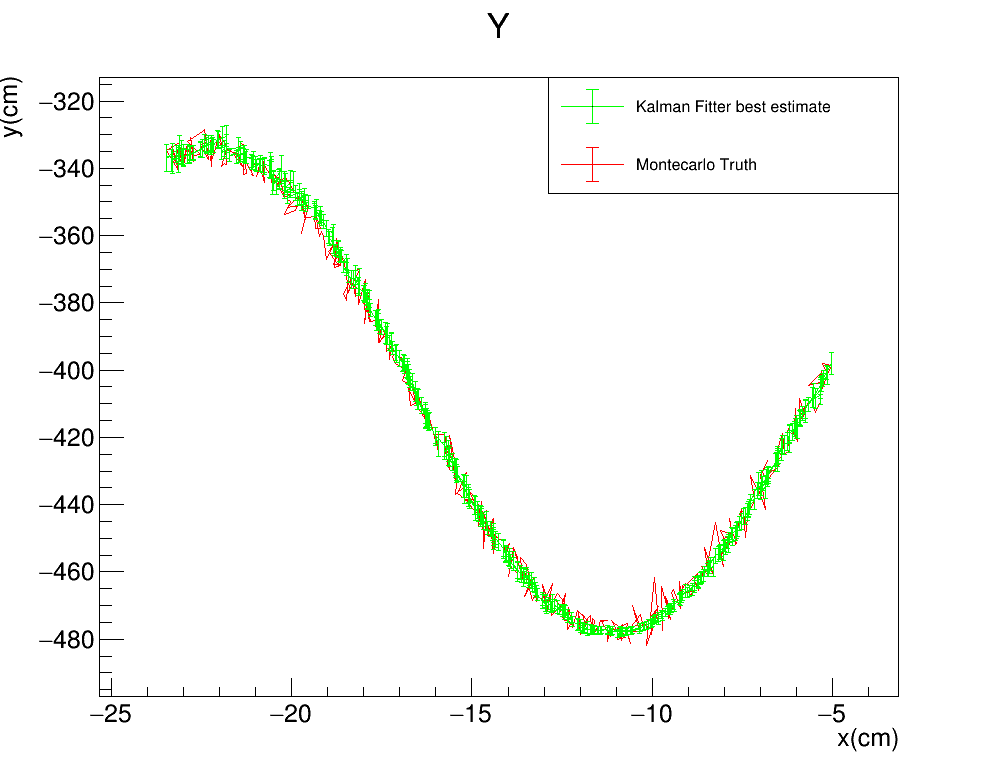 Y
y(cm)
Kalman Fitter best estimate
Montecarlo Truth
−320
−340
−360
−380
−400
−420
−440
−460
−480
−25 −20 −15 −10 −5
x(cm)